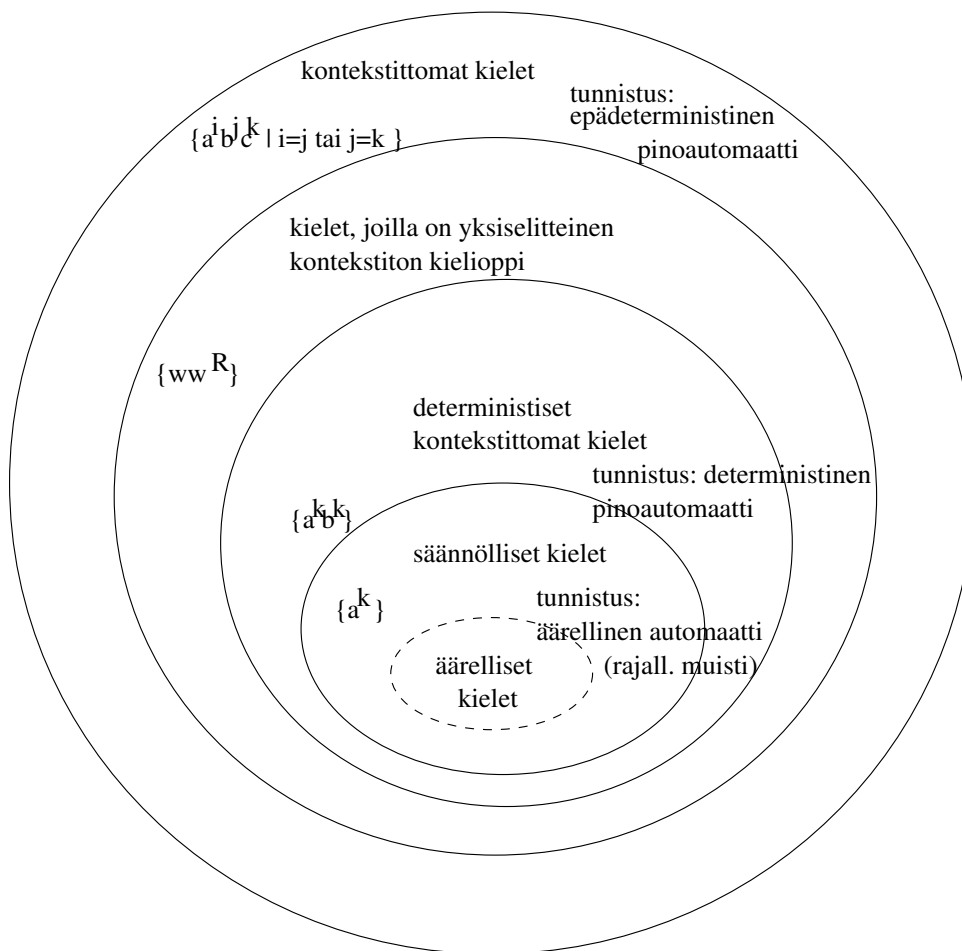 kontekstittomat kielet
tunnistus:
epädeterministinen
pinoautomaatti
{a^i b^j c^k | i=j tai j=k }
kielet, joilla on yksiselitteinen
kontekstiton kielioppi
{ww^R}
deterministiset
kontekstittomat kielet
tunnistus: deterministinen
pinoautomaatti
{a^k b^k}
säännölliset kielet
{a^k }
tunnistus:
äärellinen automaatti
(rajall. muisti)
äärelliset
kielet